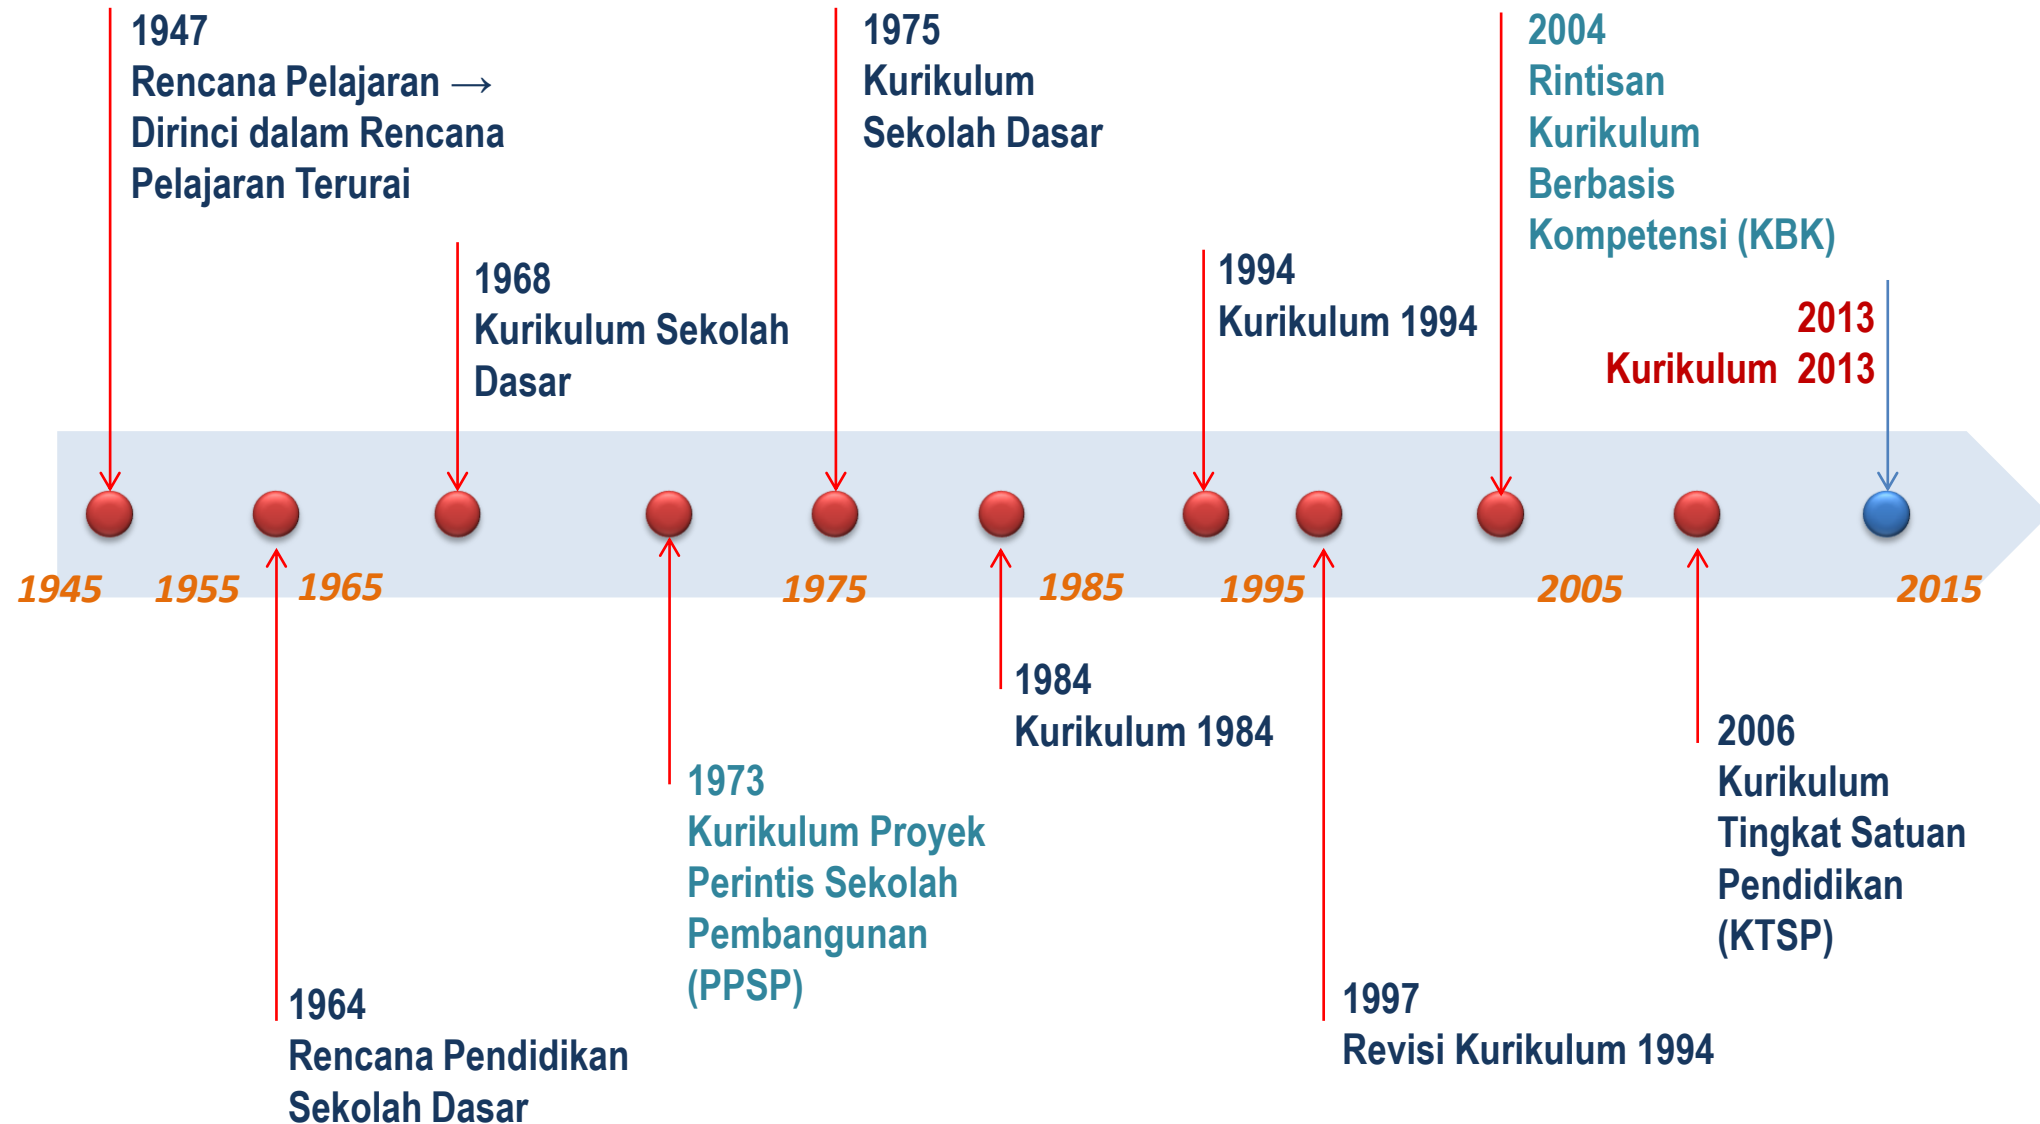 1947
Rencana Pelajaran →
Dirinci dalam Rencana
Pelajaran Terurai
1968
Kurikulum Sekolah
Dasar
1975
Kurikulum
Sekolah Dasar
1994
Kurikulum 1994
2004
Rintisan
Kurikulum
Berbasis
Kompetensi (KBK)
2013
Kurikulum 2013
1945 1955 1965 1975 1985 1995 2005 2015
1964
Rencana Pendidikan
Sekolah Dasar
1973
Kurikulum Proyek
Perintis Sekolah
Pembangunan
(PPSP)
1984
Kurikulum 1984
1997
Revisi Kurikulum 1994
2006
Kurikulum
Tingkat Satuan
Pendidikan
(KTSP)